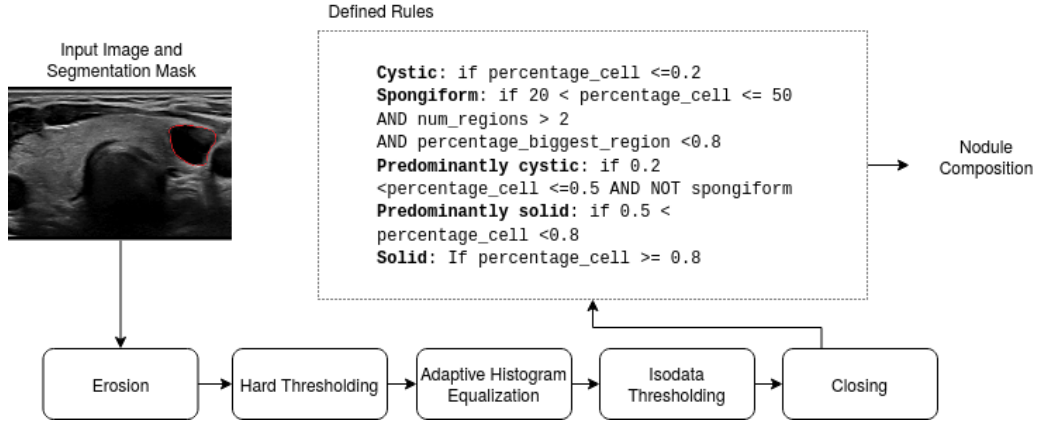 Defined Rules
Input Image and
Segmentation Mask
Cystic: if percentage_cell <=0.2
Spongiform: if 20 < percentage_cell <= 50
AND num_regions > 2
AND percentage_biggest_region <0.8
Predominantly cystic: if 0.2
<percentage_cell <=0.5 AND NOT spongiform
Predominantly solid: if 0.5 <
percentage_cell <0.8
Solid: If percentage_cell >= 0.8
Nodule
Composition
Erosion
Hard Thresholding
Adaptive Histogram
Equalization
Isodata
Thresholding
Closing